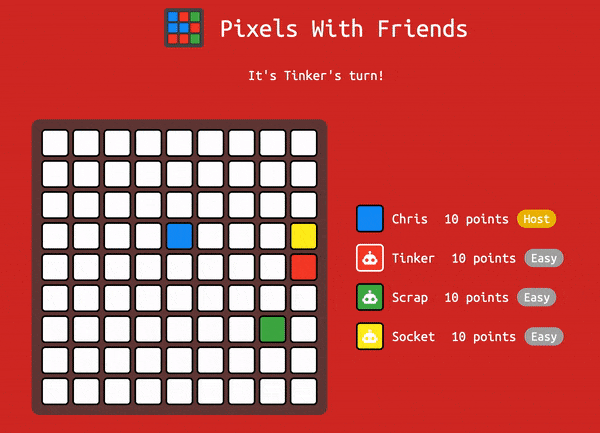 Pixels With Friends
It's Tinker's turn!
Chris 10 points Host
Tinker 10 points Easy
Scrap 10 points Easy
Socket 10 points Easy